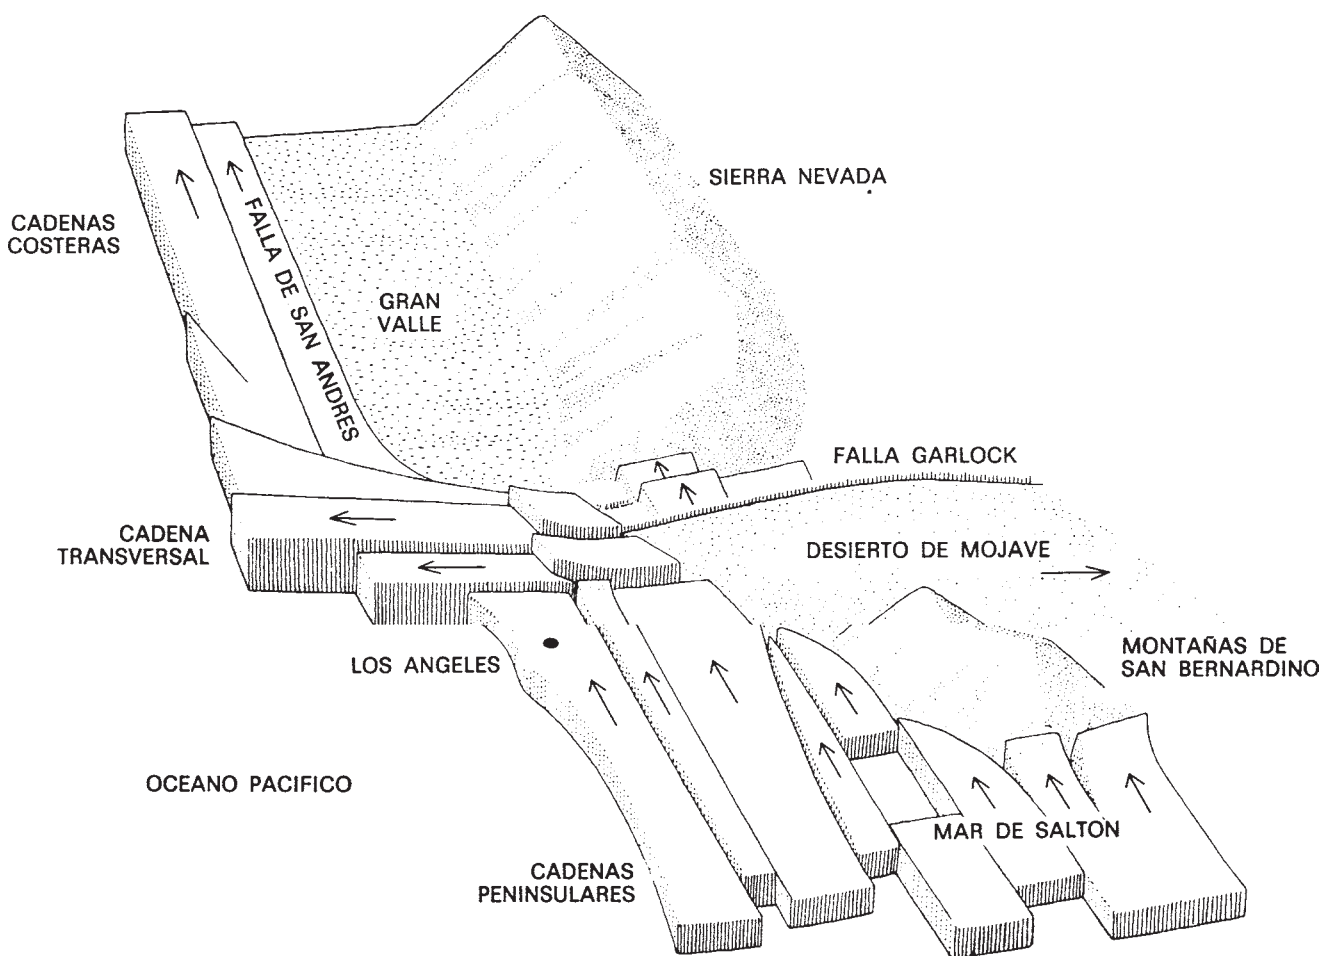 SIERRA NEVADA
CADENAS
COSTERAS
FALLA DE SAN ANDRES
GRAN
VALLE
FALLA GARLOCK
CADENA
TRANSVERSAL
DESIERTO DE MOJAVE
LOS ANGELES
MONTAÑAS DE
SAN BERNARDINO
OCEANO PACIFICO
MAR DE SALTON
CADENAS
PENINSULARES